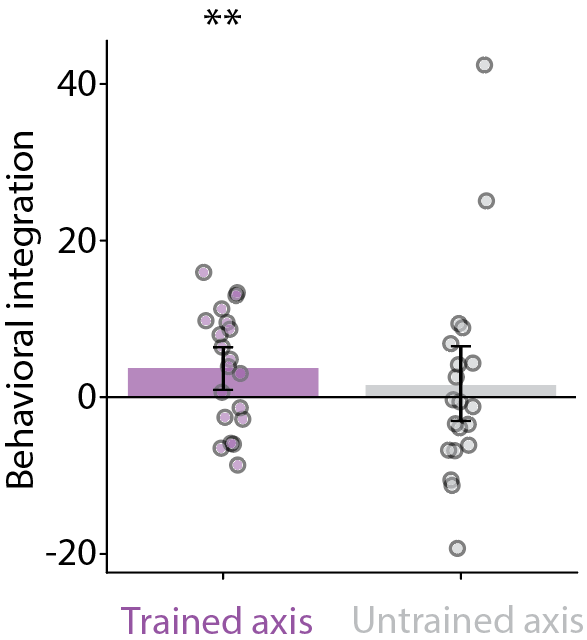 **
40
20
0
-20
Behavioral integration
Trained axis
Untrained axis